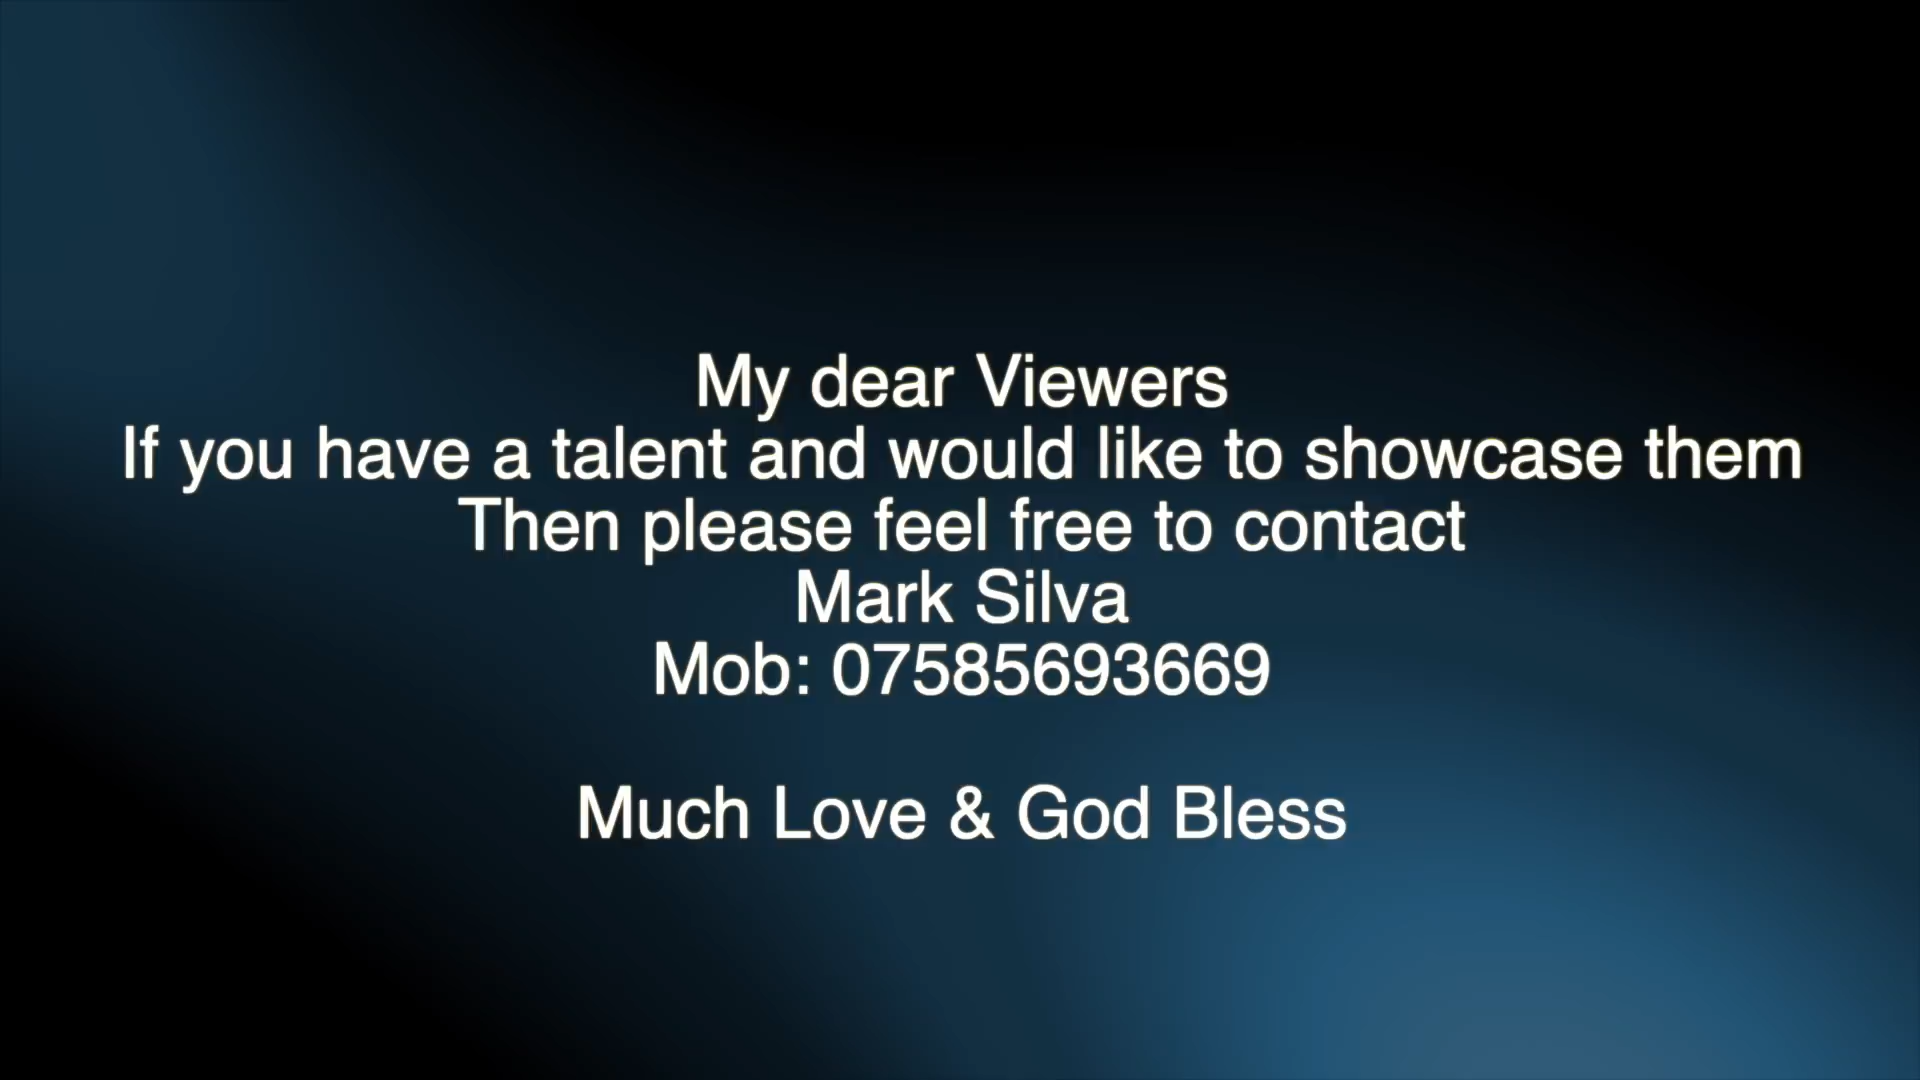 My dear Viewers
If you have a talent and would like to showcase them
Then please feel free to contact
Mark Silva
Mob: 07585693669
Much Love & God Bless